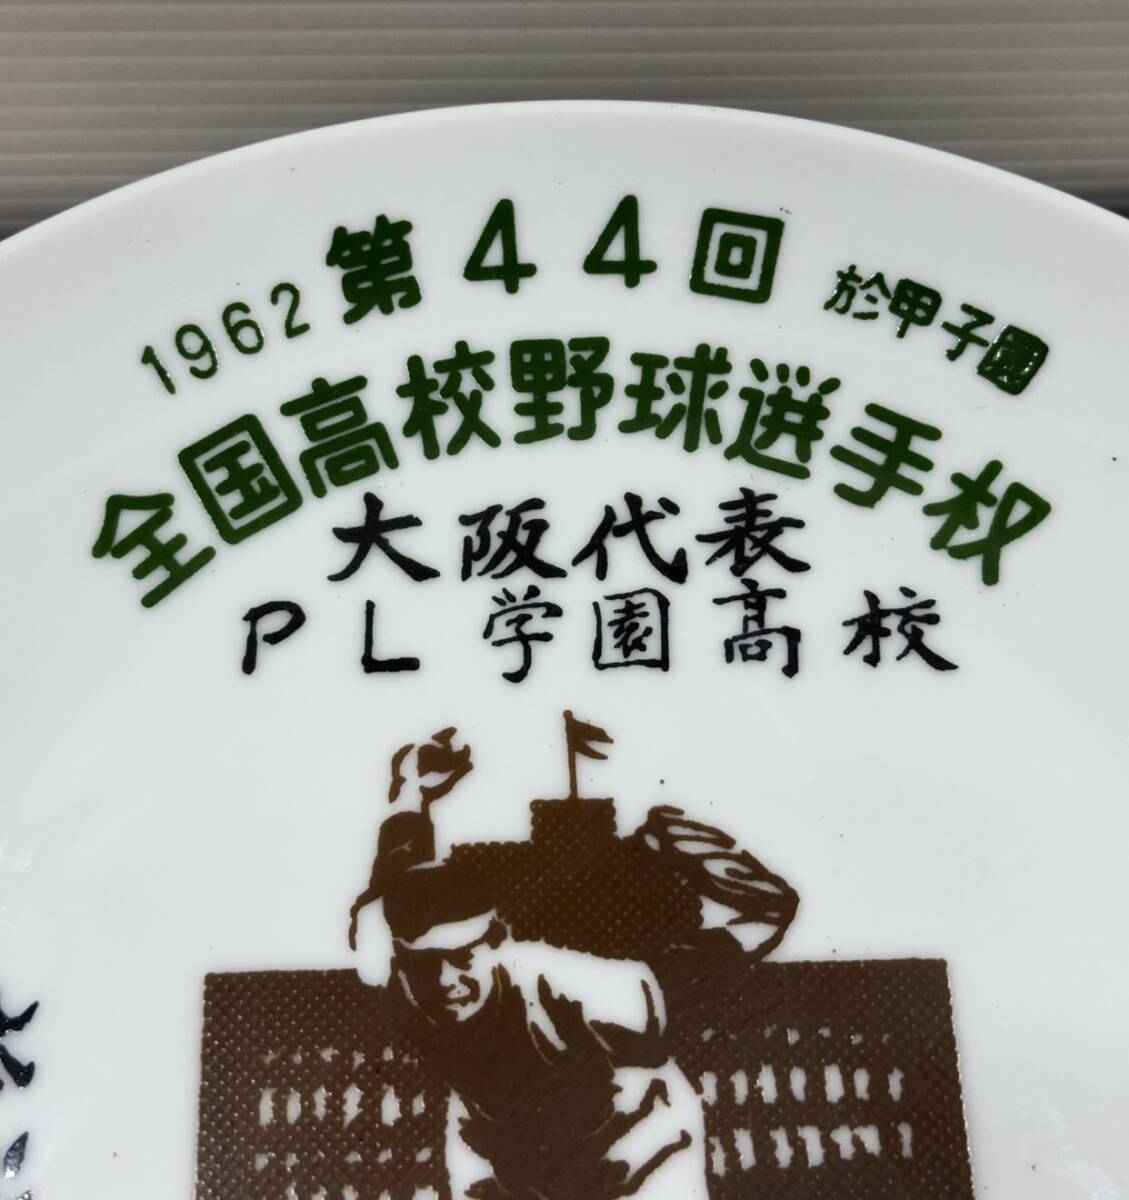 1962 第44回 於甲子園
全国高校野球選手权
大阪代表
PL学園高校